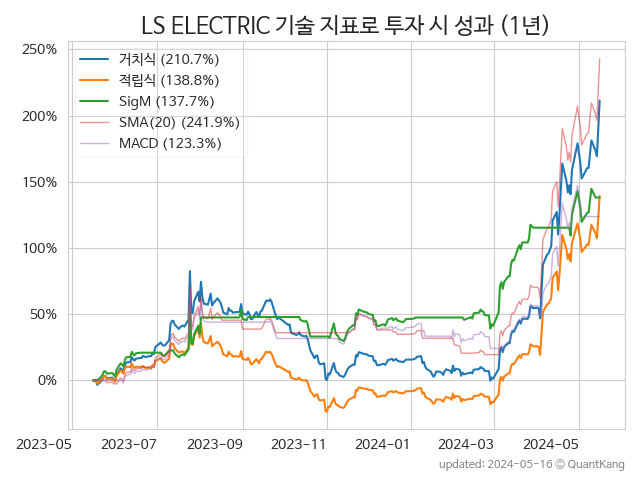 LS ELECTRIC 기술 지표로 투자 시 성과 (1년)
250%
200%
150%
100%
50%
0%
거치식 (210.7%)
적립식 (138.8%)
SigM (137.7%)
SMA(20) (241.9%)
MACD (123.3%)
2023-05 2023-07 2023-09 2023-11 2024-01 2024-03 2024-05
updated: 2024-05-16 © QuantKang